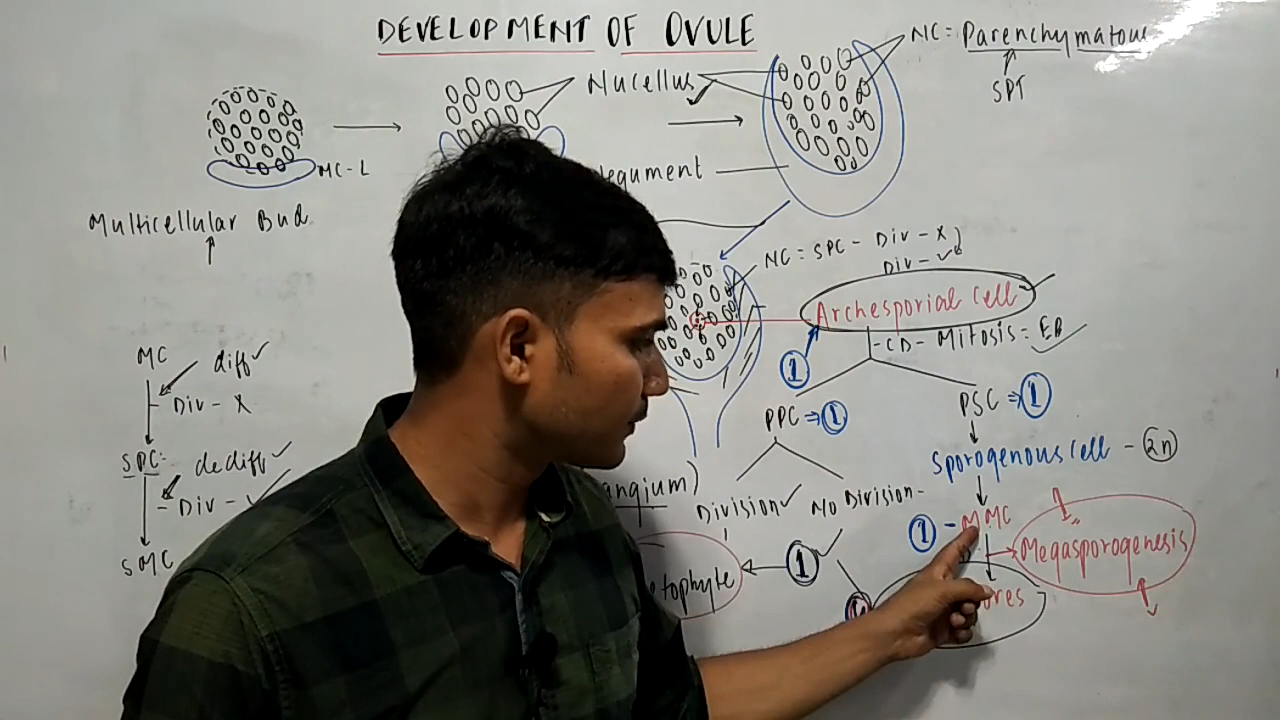 DEVELOPMENT OF OVULE
NC = Parenchymatous
SPT
Nucellus
MC-L
Multicellular Bud
NC = SPC - Div - X
Div - ✓
Archesporial Cell
1
CD - Mitosis = EB
MC
diff ✓
Div - X
SPC
dediff ✓
Div - ✓
SMC
PPC ⇒ 1
PSC ⇒ 1
Sporogenous cell - 2n
Division ✓
No Division -
1 - MMC
Megasporogenesis
1